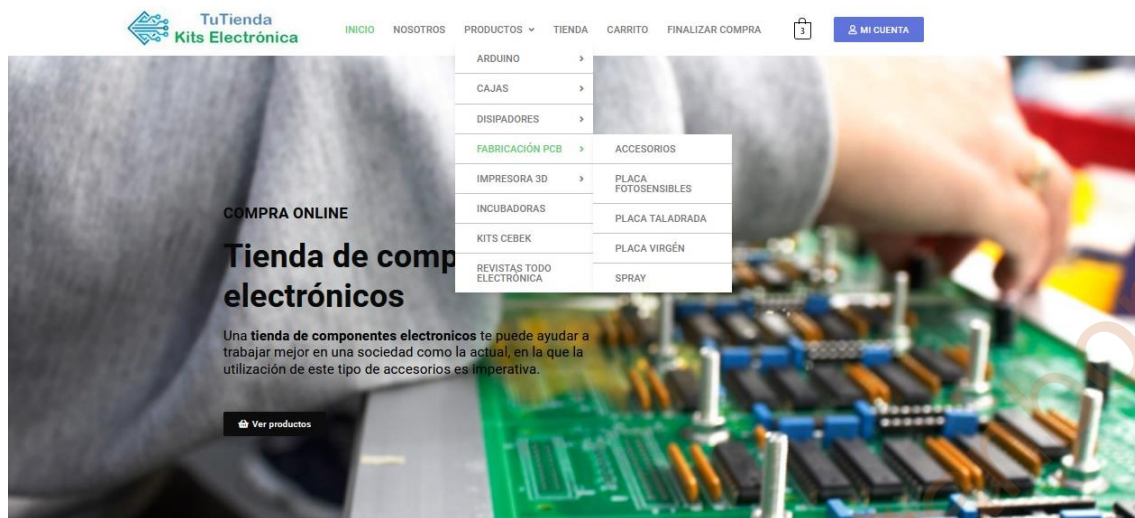 TuTienda
Kits Electrónica
INICIO NOSOTROS PRODUCTOS TIENDA CARRITO FINALIZAR COMPRA 3 MI CUENTA
ARDUINO
CAJAS
DISIPADORES
FABRICACIÓN PCB
IMPRESORA 3D
INCUBADORAS
KITS CEBEK
REVISTAS TODO
ELECTRÓNICA
ACCESORIOS
PLACA
FOTOSENSIBLES
PLACA TALADRADA
PLACA VIRGÉN
SPRAY
COMPRA ONLINE
Tienda de comp
electrónicos
Una tienda de componentes electronicos te puede ayudar a
trabajar mejor en una sociedad como la actual, en la que la
utilización de este tipo de accesorios es imperativa.
Ver productos